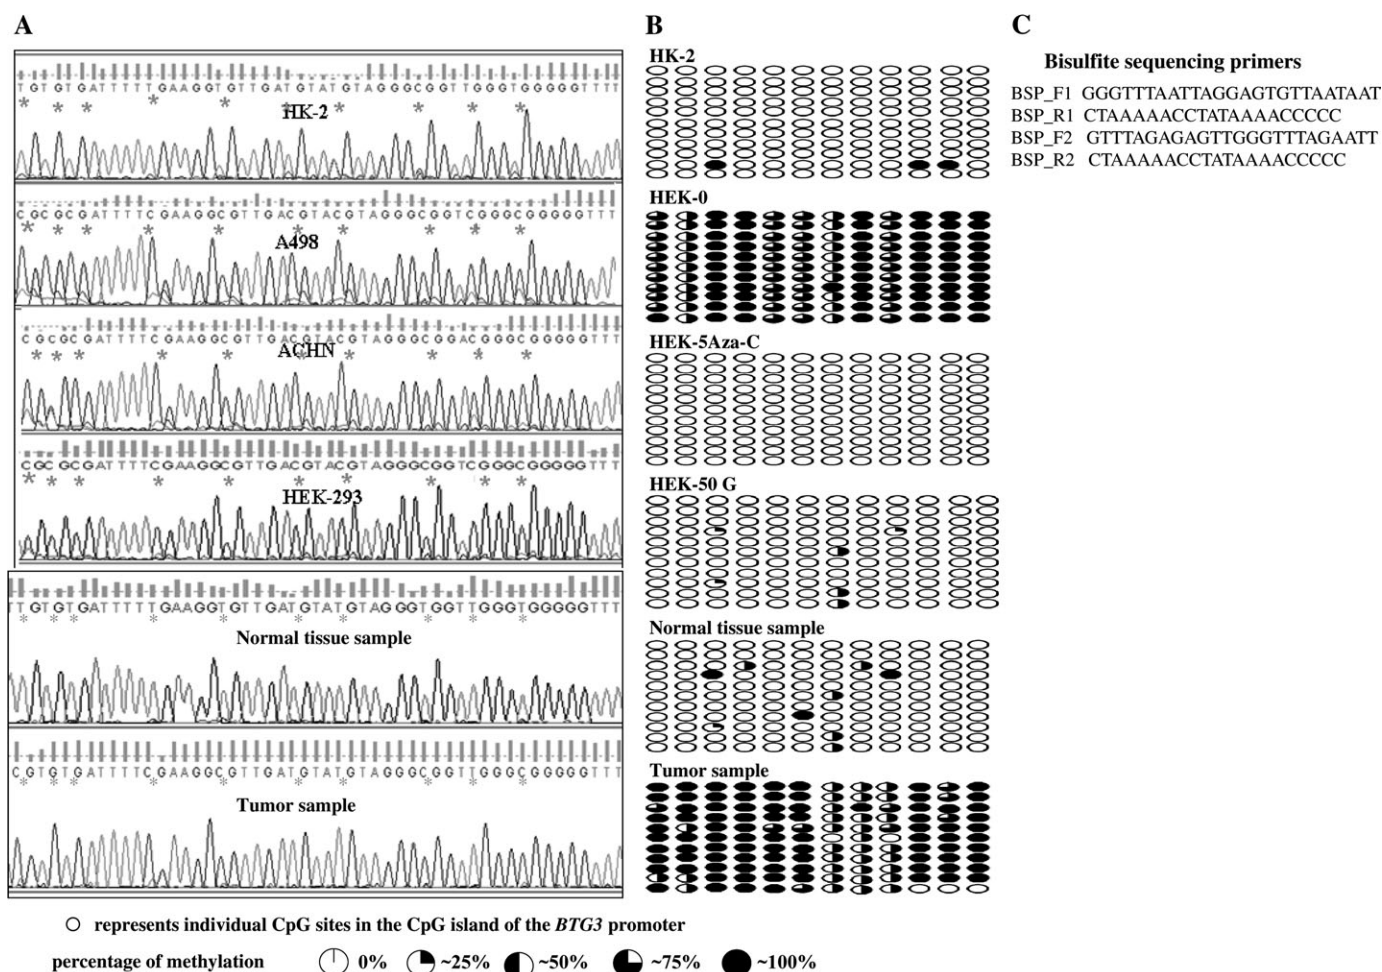 A
TGTGTGATTTTTGAAGGTGTTGATGTATGTAGGGCGGTTGGGTGGGGGGTTT
HK-2
CGCGCGATTTTCGAAGGCGTTGACGTACGTAGGGCGGTCGGGCGGGGGTTT
A498
CGCGCGATTTTCGAAGGCGTTGACGTACGTAGGGCGGACGGGCGGGGGTTT
ACHN
CGCGCGATTTTCGAAGGCGTTGACGTACGTAGGGCGGTCGGGCGGGGGTTT
HEK-293
TTGTGTGATTTTTGAAGGTGTTGATGTATGTAGGGTGGTTGGGTGGGGGTTT
Normal tissue sample
CGTGTGATTTTCGAAGGCGTTGATGTATGTAGGGCGGTTGGGCGGGGGTTT
Tumor sample
B
HK-2
HEK-0
HEK-5Aza-C
HEK-50 G
Normal tissue sample
Tumor sample
C
Bisulfite sequencing primers
BSP_F1 GGGTTTAATTAGGAGTGTTAATAAT
BSP_R1 CTAAAAACCTATAAAACCCCC
BSP_F2 GTTTAGAGAGTTGGGTTTAGAATT
BSP_R2 CTAAAAACCTATAAAACCCCC
represents individual CpG sites in the CpG island of the BTG3 promoter
percentage of methylation 0% ~25% ~50% ~75% ~100%